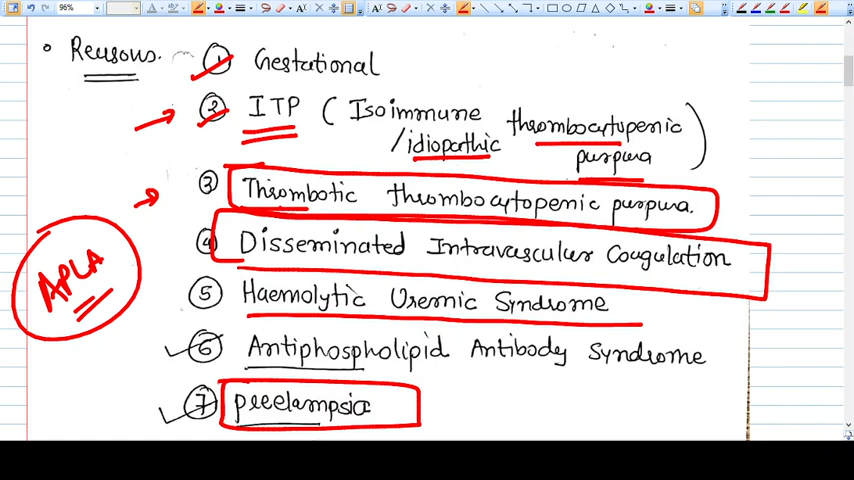 96%
Reasons.
① Gestational
② ITP (Isoimmune
/idiopathic thrombocytopenic
purpura)
③ Thrombotic thrombocytopenic purpura.
④ Disseminated Intravascular Coagulation
APLA
⑤ Haemolytic Uremic Syndrome
⑥ Antiphospholipid Antibody Syndrome
⑦ preelampsia